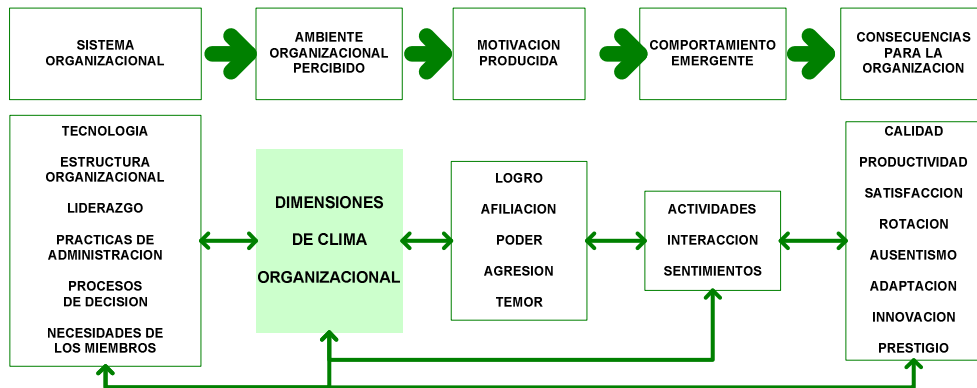 SISTEMA
ORGANIZACIONAL
AMBIENTE
ORGANIZACIONAL
PERCIBIDO
MOTIVACION
PRODUCIDA
COMPORTAMIENTO
EMERGENTE
CONSECUENCIAS
PARA LA
ORGANIZACION
TECNOLOGIA
ESTRUCTURA
ORGANIZACIONAL
LIDERAZGO
PRACTICAS DE
ADMINISTRACION
PROCESOS
DE DECISION
NECESIDADES DE
LOS MIEMBROS
DIMENSIONES
DE CLIMA
ORGANIZACIONAL
LOGRO
AFILIACION
PODER
AGRESION
TEMOR
ACTIVIDADES
INTERACCION
SENTIMIENTOS
CALIDAD
PRODUCTIVIDAD
SATISFACCION
ROTACION
AUSENTISMO
ADAPTACION
INNOVACION
PRESTIGIO